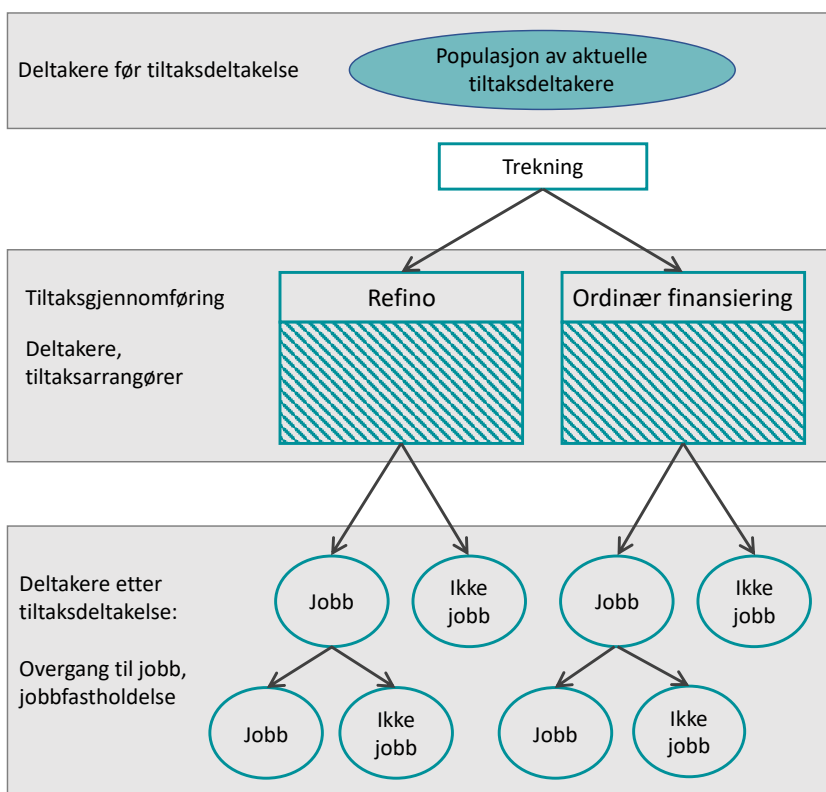 Deltakere før tiltaksdeltakelse
Populasjon av aktuelle
tiltaksdeltakere
Trekning
Tiltaksgjennomføring
Deltakere,
tiltaksarrangører
Refino
Ordinær finansiering
Deltakere etter
tiltaksdeltakelse:
Overgang til jobb,
jobbfastholdelse
Jobb
Ikke
jobb
Jobb
Ikke
jobb
Jobb
Ikke
jobb
Jobb
Ikke
jobb